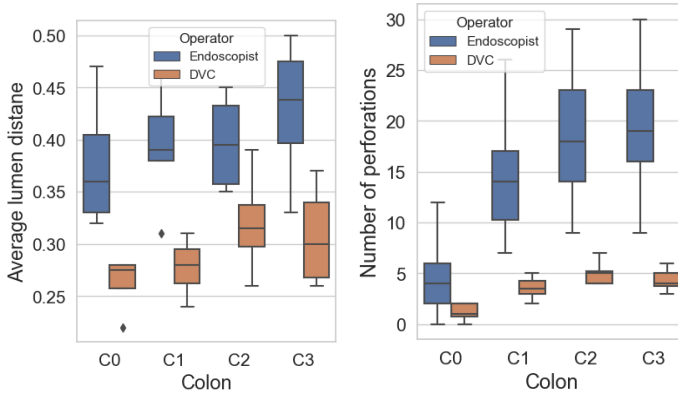 Average lumen distane
0.50
0.45
0.40
0.35
0.30
0.25
Operator
Endoscopist
DVC
C0 C1 C2 C3
Colon
Number of perforations
30
25
20
15
10
5
0
Operator
Endoscopist
DVC
C0 C1 C2 C3
Colon